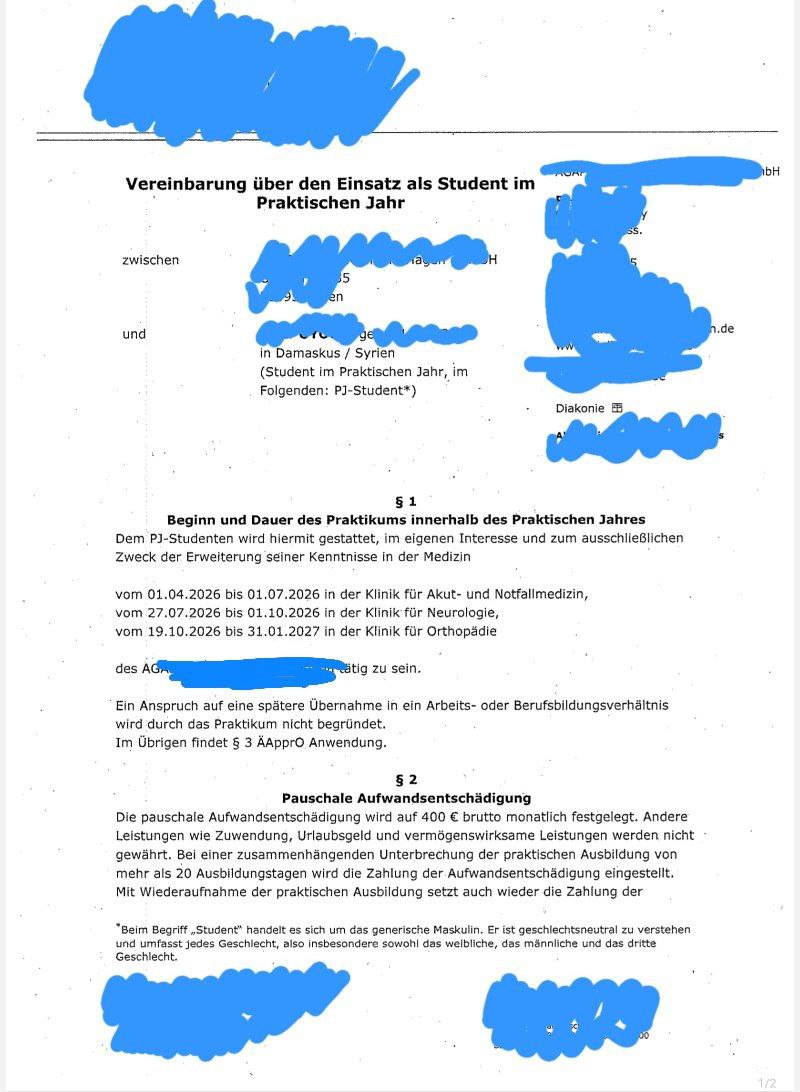 Vereinbarung über den Einsatz als Student im
Praktischen Jahr
bH
y
ss.
5
n.de
Diakonie
s
zwischen
H
35
en
und
ge
in Damaskus / Syrien
(Student im Praktischen Jahr, im
Folgenden: PJ-Student*)
§ 1
Beginn und Dauer des Praktikums innerhalb des Praktischen Jahres
Dem PJ-Studenten wird hiermit gestattet, im eigenen Interesse und zum ausschließlichen
Zweck der Erweiterung seiner Kenntnisse in der Medizin
vom 01.04.2026 bis 01.07.2026 in der Klinik für Akut- und Notfallmedizin,
vom 27.07.2026 bis 01.10.2026 in der Klinik für Neurologie,
vom 19.10.2026 bis 31.01.2027 in der Klinik für Orthopädie
des AGA tätig zu sein.
Ein Anspruch auf eine spätere Übernahme in ein Arbeits- oder Berufsbildungsverhältnis
wird durch das Praktikum nicht begründet.
Im Übrigen findet § 3 ÄApprO Anwendung.
§ 2
Pauschale Aufwandsentschädigung
Die pauschale Aufwandsentschädigung wird auf 400 € brutto monatlich festgelegt. Andere
Leistungen wie Zuwendung, Urlaubsgeld und vermögenswirksame Leistungen werden nicht
gewährt. Bei einer zusammenhängenden Unterbrechung der praktischen Ausbildung von
mehr als 20 Ausbildungstagen wird die Zahlung der Aufwandsentschädigung eingestellt.
Mit Wiederaufnahme der praktischen Ausbildung setzt auch wieder die Zahlung der
*Beim Begriff „Student" handelt es sich um das generische Maskulin. Er ist geschlechtsneutral zu verstehen
und umfasst jedes Geschlecht, also insbesondere sowohl das weibliche, das männliche und das dritte
Geschlecht.
00
1/2